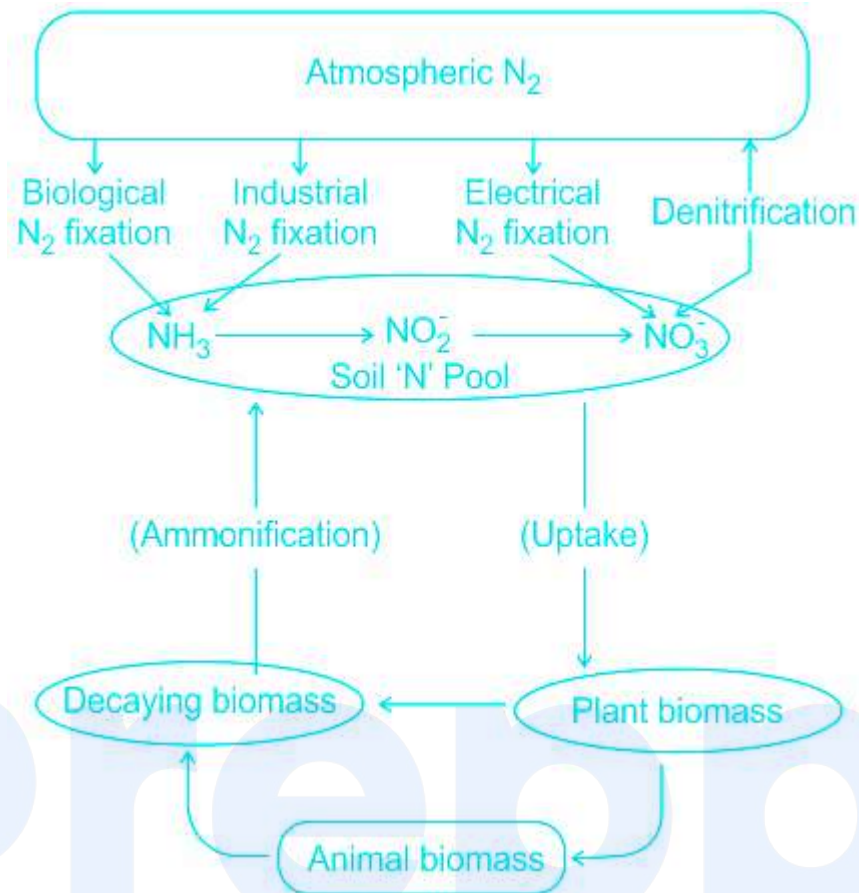 Atmospheric N₂
Biological
N₂ fixation
Industrial
N₂ fixation
Electrical
N₂ fixation
Denitrification
NH₃
NO₂⁻
NO₃⁻
Soil ‘N’ Pool
(Ammonification)
(Uptake)
Decaying biomass
Plant biomass
Animal biomass